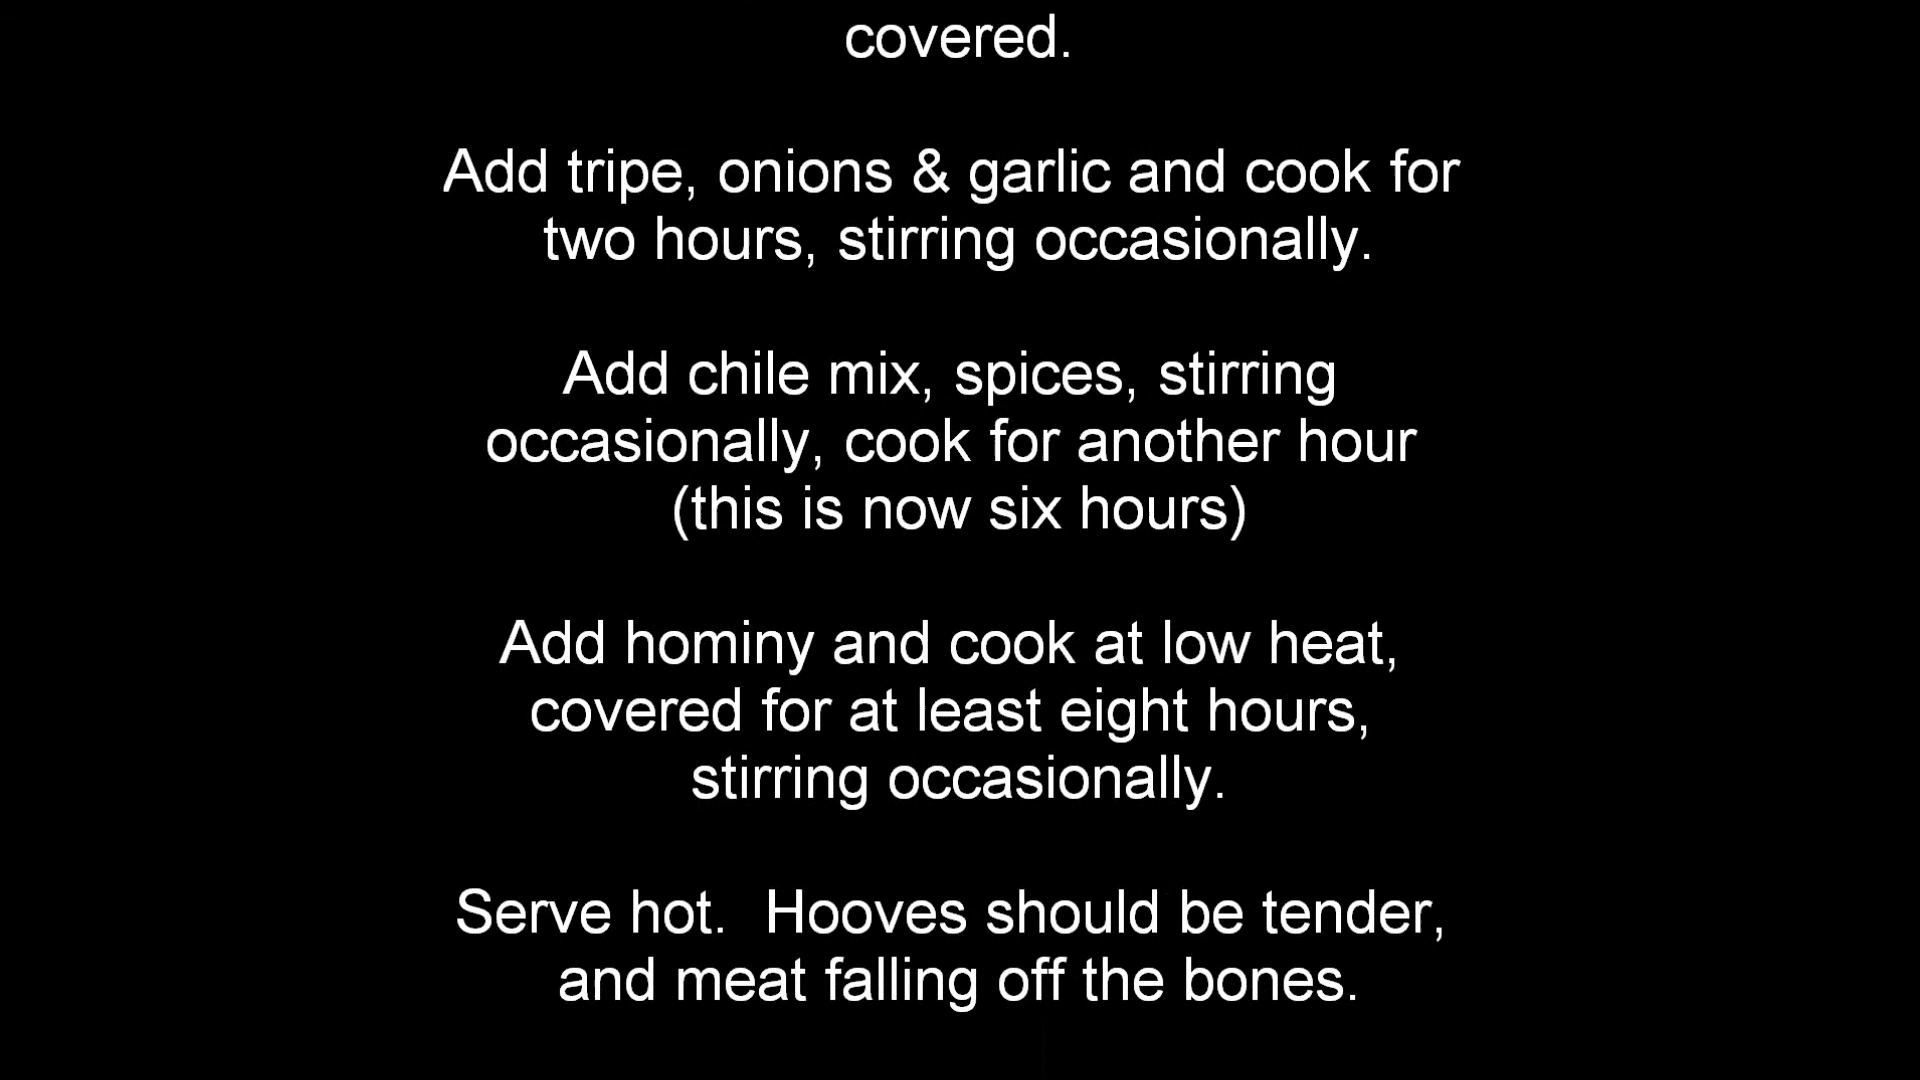 covered.
Add tripe, onions & garlic and cook for
two hours, stirring occasionally.
Add chile mix, spices, stirring
occasionally, cook for another hour
(this is now six hours)
Add hominy and cook at low heat,
covered for at least eight hours,
stirring occasionally.
Serve hot.  Hooves should be tender,
and meat falling off the bones.